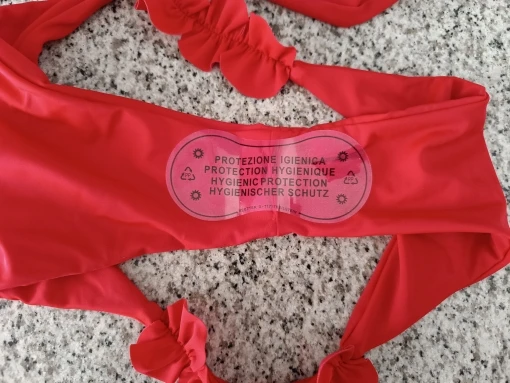 PROTEZIONE IGIENICA
PROTECTION HYGIENIQUE
HYGIENIC PROTECTION
HYGIENISCHER SCHUTZ